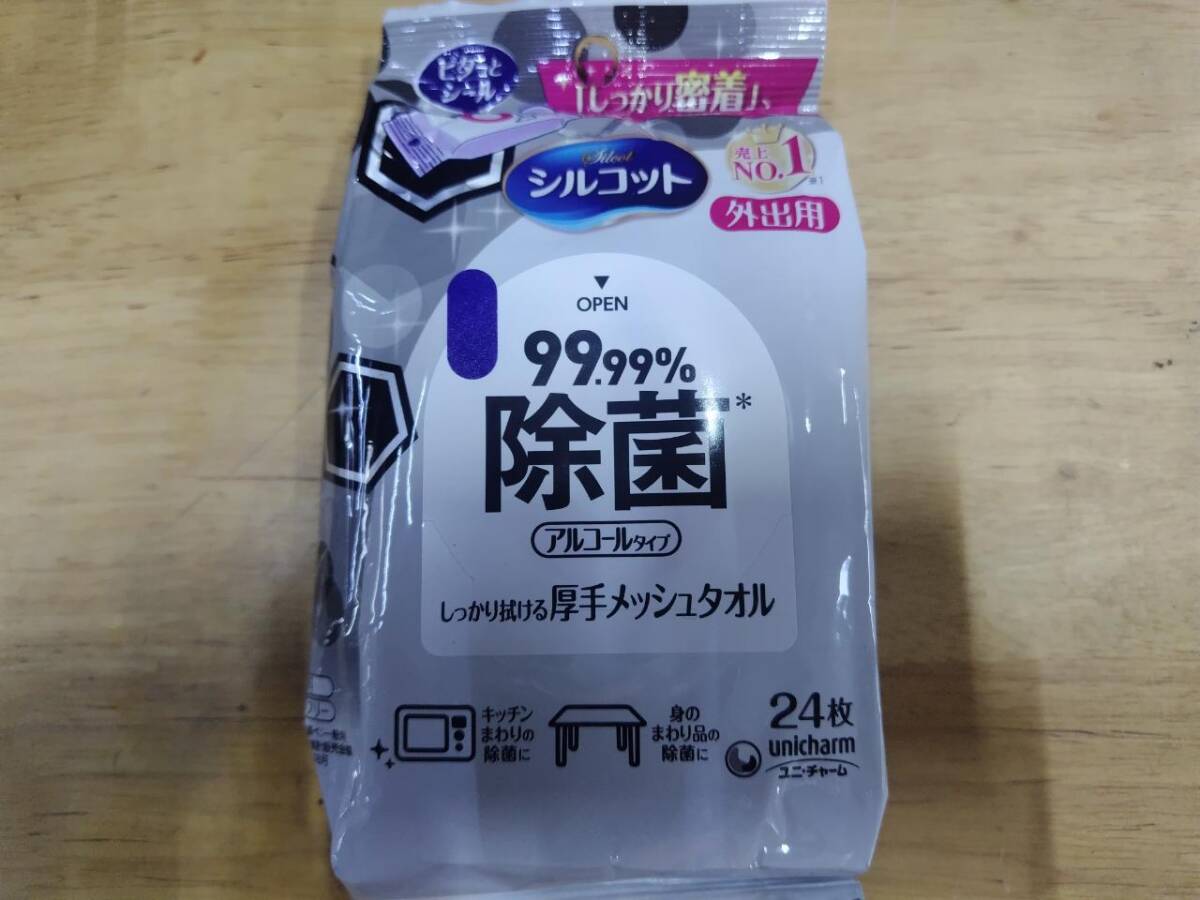 ピタッと
シール
しっかり密着
Silcot
シルコット
売上
NO.1
※1
外出用
▼
OPEN
99.99%
除菌*
アルコールタイプ
しっかり拭ける厚手メッシュタオル
キッチン
まわりの
除菌に
身の
まわり品の
除菌に
24枚
unicharm
ユニ・チャーム